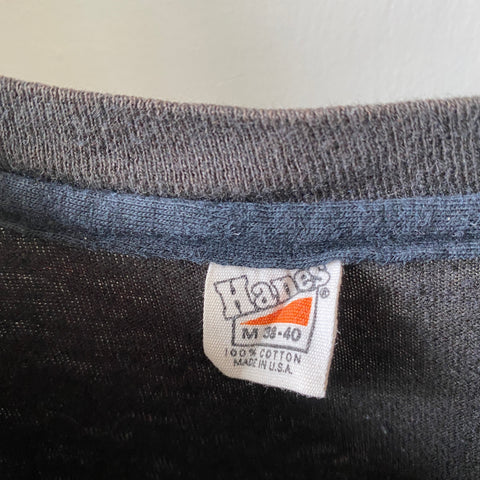 Hanes®
M 38-40
100% COTTON
MADE IN U.S.A.